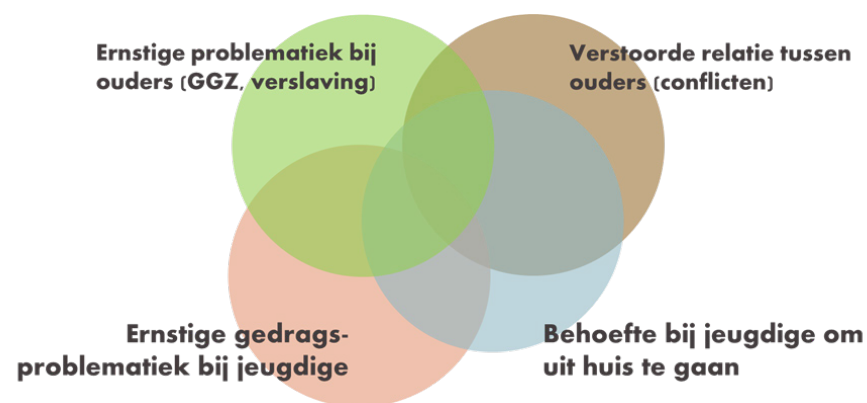 Ernstige problematiek bij
ouders (GGZ, verslaving)
Verstoorde relatie tussen
ouders (conflicten)
Ernstige gedrags-
problematiek bij jeugdige
Behoefte bij jeugdige om
uit huis te gaan